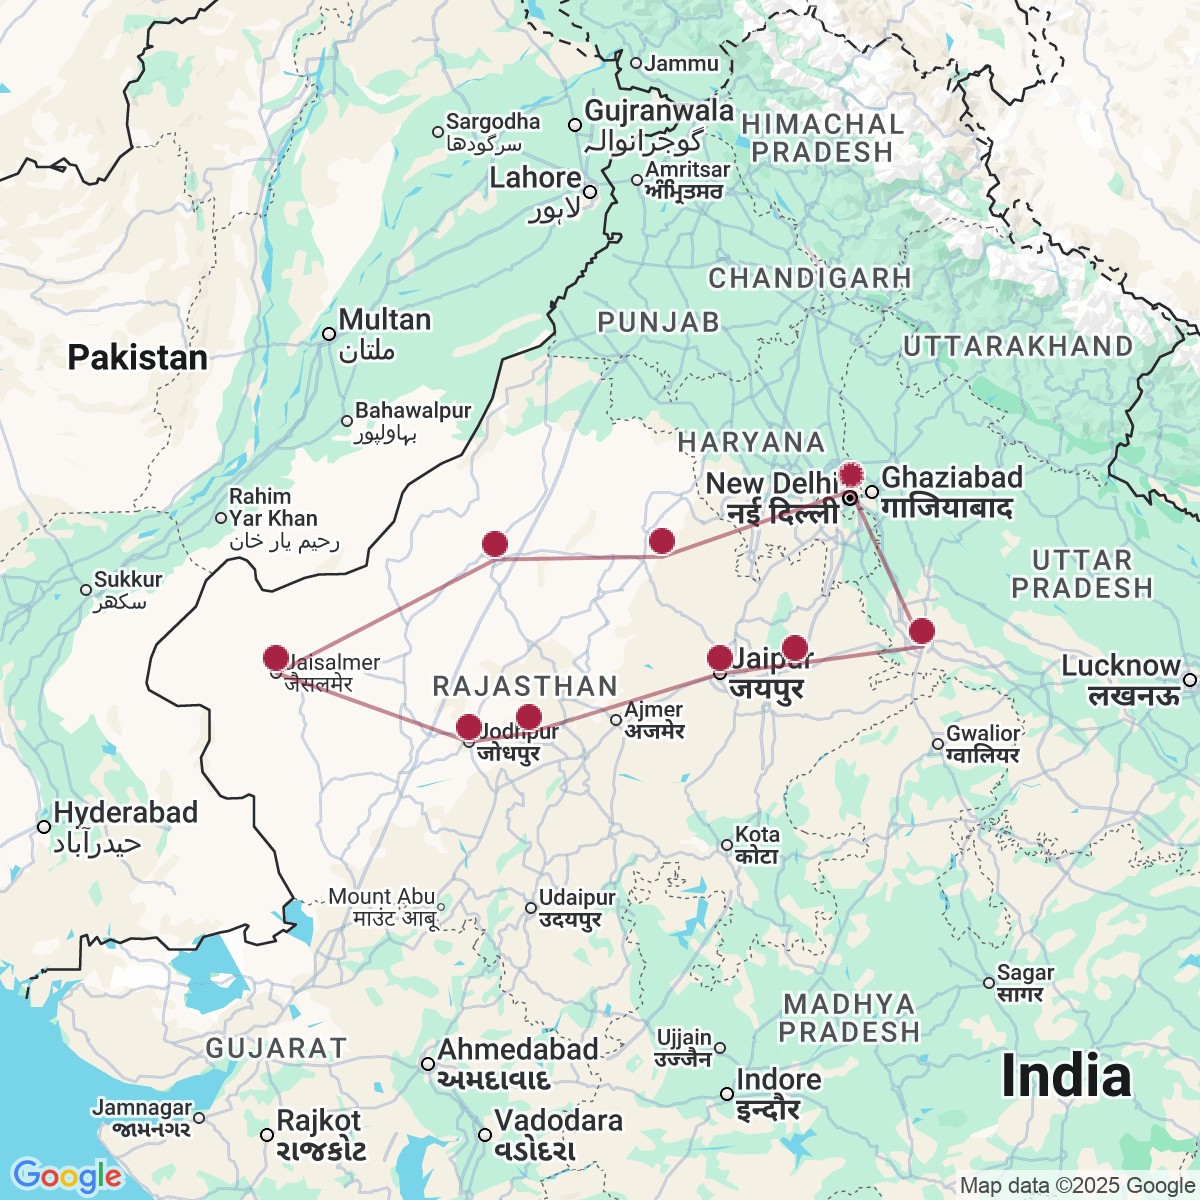 Jammu
Gujranwala
گوجرانوالہ
Sargodha
سرگودھا
HIMACHAL
PRADESH
Lahore
لاہور
Amritsar
ਅੰਮ੍ਰਿਤਸਰ
CHANDIGARH
Multan
ملتان
PUNJAB
Pakistan
UTTARAKHAND
Bahawalpur
بہاولپور
HARYANA
New Delhi
नई दिल्ली
Ghaziabad
गाजियाबाद
Rahim
Yar Khan
رحیم یار خان
UTTAR
PRADESH
Sukkur
سکھر
Jaisalmer
जैसलमेर
RAJASTHAN
Jaipur
जयपुर
Lucknow
लखनऊ
Ajmer
अजमेर
Jodhpur
जोधपुर
Gwalior
ग्वालियर
Hyderabad
حيدرآباد
Kota
कोटा
Mount Abu
माउंट आबू
Udaipur
उदयपुर
Sagar
सागर
MADHYA
PRADESH
GUJARAT
Ujjain
उज्जैन
Ahmedabad
અમદાવાદ
India
Indore
इन्दौर
Jamnagar
જામનગર
Rajkot
રાજકોટ
Vadodara
વડોદરા
Google
Map data ©2025 Google